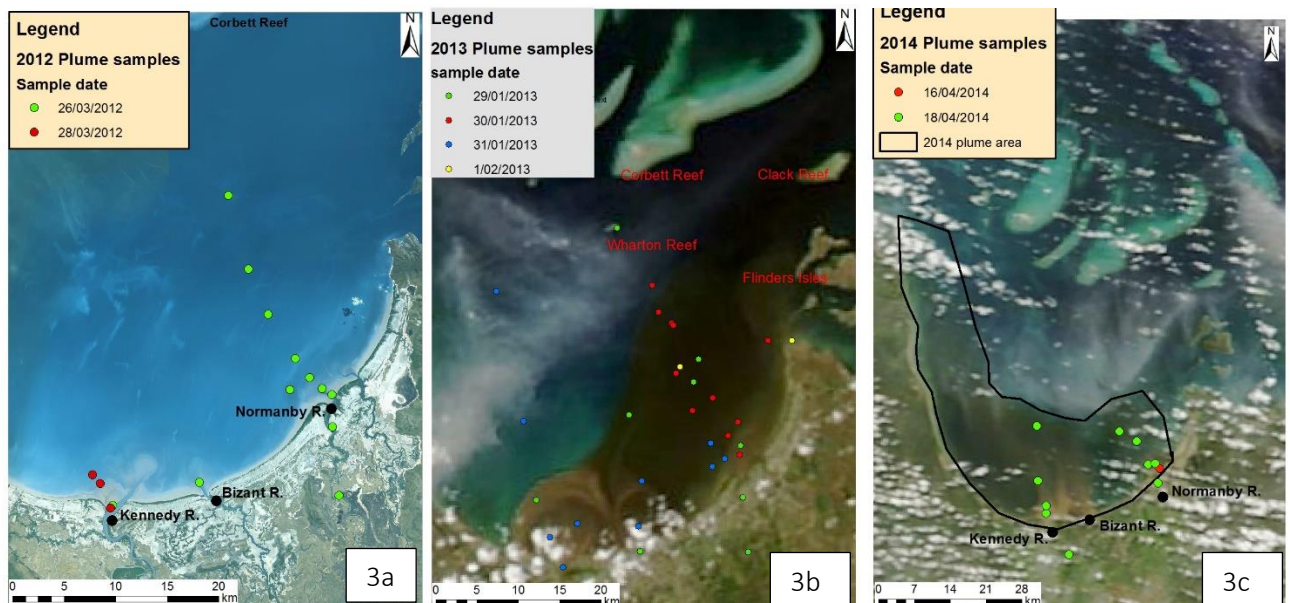 Legend
2012 Plume samples
Sample date
26/03/2012
28/03/2012
Corbett Reef
N
Normanby R.
Bizant R.
Kennedy R.
0 5 10 20
km
3a
Legend
2013 Plume samples
sample date
29/01/2013
30/01/2013
31/01/2013
1/02/2013
N
Corbett Reef
Clack Reef
Wharton Reef
Flinders Isles
0 5 10 20
km
3b
Legend
2014 Plume samples
Sample date
16/04/2014
18/04/2014
2014 plume area
N
Normanby R.
Bizant R.
Kennedy R.
0 3.5 7 14 21 28
km
3c